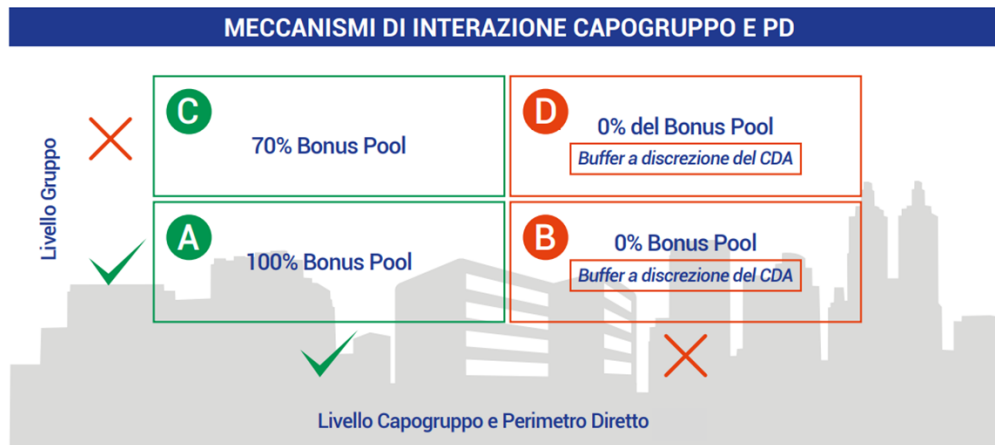 MECCANISMI DI INTERAZIONE CAPOGRUPPO E PD
Livello Gruppo
C
70% Bonus Pool
D
0% del Bonus Pool
Buffer a discrezione del CDA
A
100% Bonus Pool
B
0% Bonus Pool
Buffer a discrezione del CDA
Livello Capogruppo e Perimetro Diretto